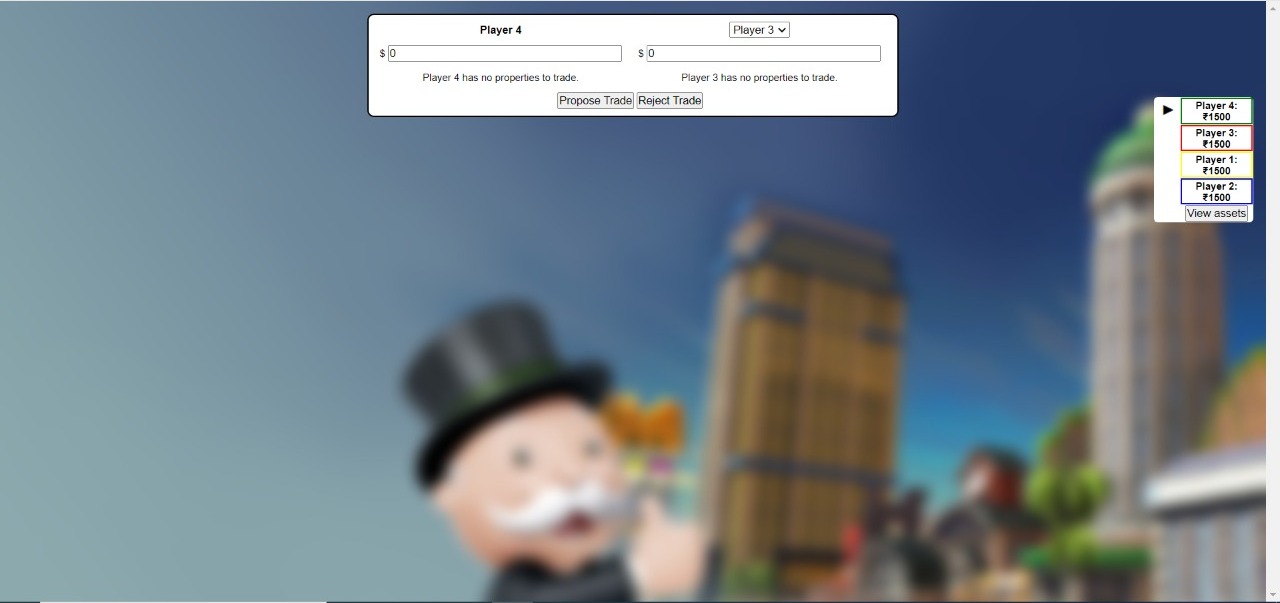 Player 4
Player 3
$ 0
$ 0
Player 4 has no properties to trade.
Player 3 has no properties to trade.
Propose Trade
Reject Trade
Player 4:
₹1500
Player 3:
₹1500
Player 1:
₹1500
Player 2:
₹1500
View assets